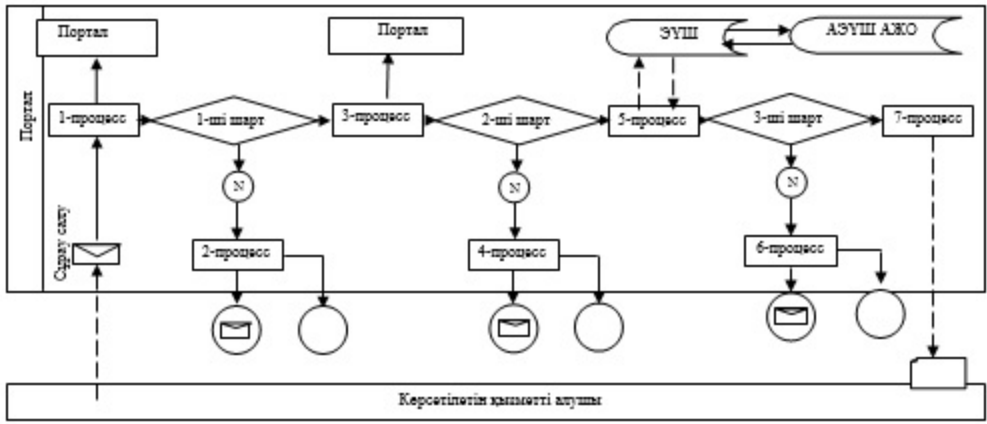 Портал
Портал
ЭҮШ
АЭҮШ АЖО
Портал
1-процесс
1-ші шарт
3-процесс
2-ші шарт
5-процесс
3-ші шарт
7-процесс
N
N
N
Сұрау салу
2-процесс
4-процесс
6-процесс
Көрсетілетін қызметті алушы